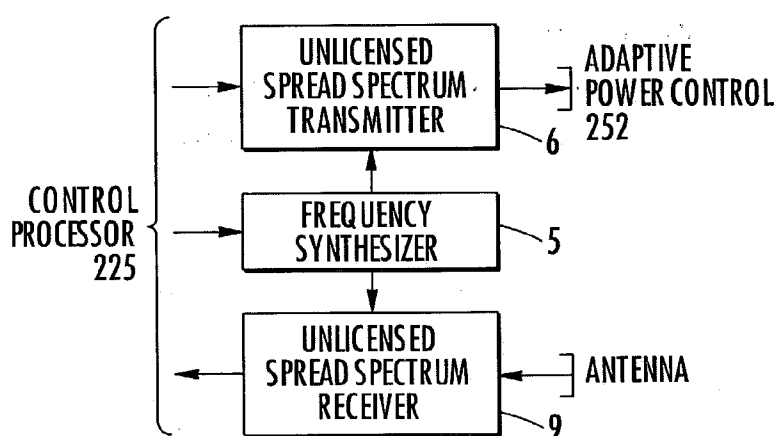 UNLICENSED
SPREAD SPECTRUM
TRANSMITTER
6
ADAPTIVE
POWER CONTROL
252
CONTROL
PROCESSOR
225
FREQUENCY
SYNTHESIZER
5
UNLICENSED
SPREAD SPECTRUM
RECEIVER
9
ANTENNA